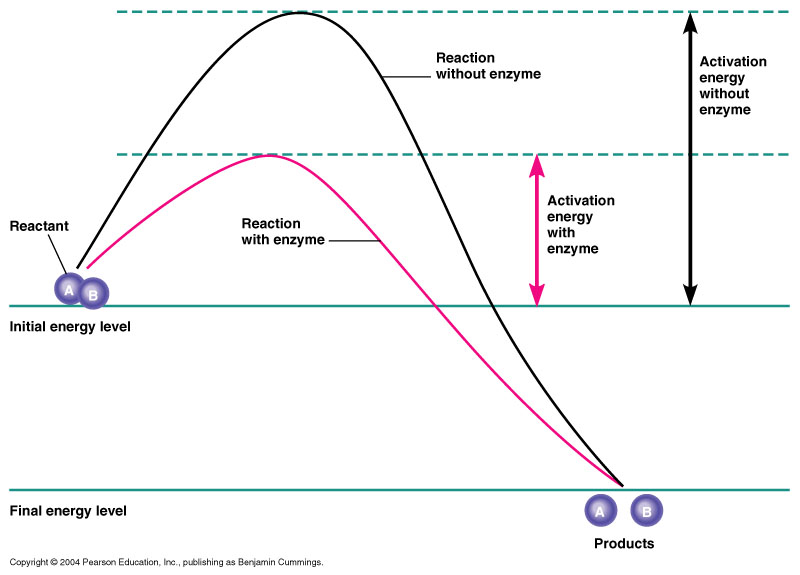 Reaction
without enzyme
Activation
energy
without
enzyme
Reactant
Reaction
with enzyme
Activation
energy
with
enzyme
A
B
Initial energy level
Final energy level
A
B
Products
Copyright © 2004 Pearson Education, Inc., publishing as Benjamin Cummings.